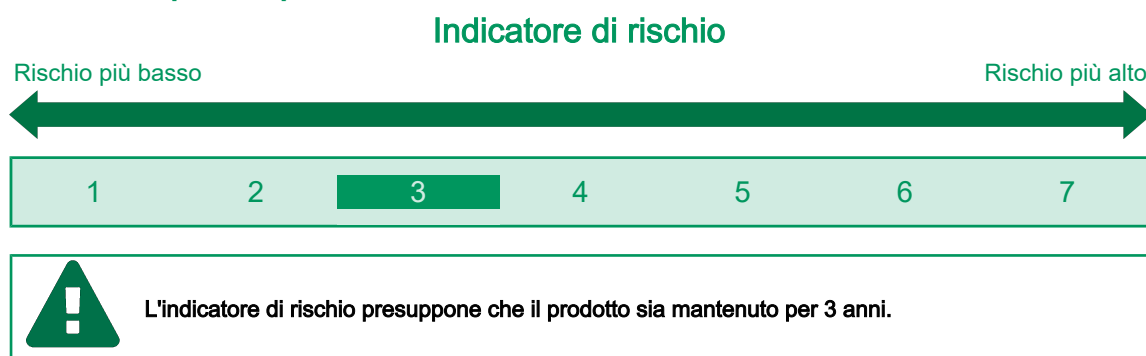 Indicatore di rischio
Rischio più basso Rischio più alto
1 2 3 4 5 6 7
L'indicatore di rischio presuppone che il prodotto sia mantenuto per 3 anni.